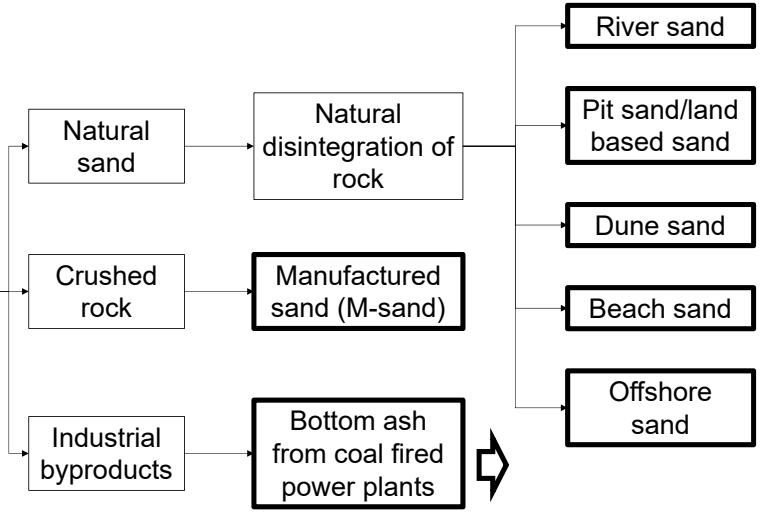 Natural
sand
Natural
disintegration of
rock
River sand
Pit sand/land
based sand
Dune sand
Beach sand
Offshore
sand
Crushed
rock
Manufactured
sand (M-sand)
Industrial
byproducts
Bottom ash
from coal fired
power plants